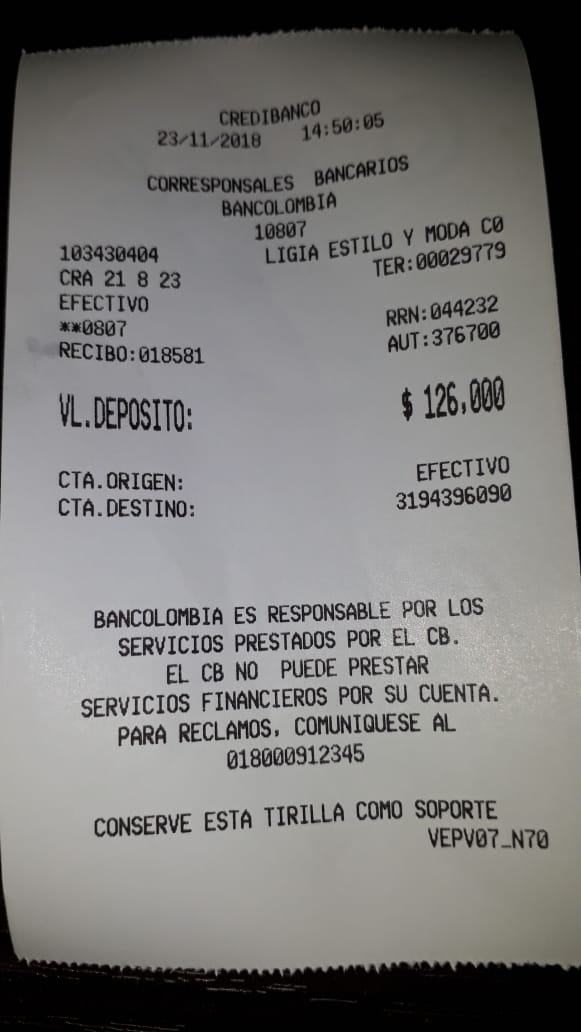 CREDIBANCO
23/11/2018 14:50:05
CORRESPONSALES BANCARIOS
BANCOLOMBIA
10807
103430404 LIGIA ESTILO Y MODA C0
CRA 21 8 23 TER:00029779
EFECTIVO
**0807 RRN:044232
RECIBO:018581 AUT:376700
VL.DEPOSITO: $ 126,000
CTA.ORIGEN: EFECTIVO
CTA.DESTINO: 3194396090
BANCOLOMBIA ES RESPONSABLE POR LOS
SERVICIOS PRESTADOS POR EL CB.
EL CB NO PUEDE PRESTAR
SERVICIOS FINANCIEROS POR SU CUENTA.
PARA RECLAMOS, COMUNIQUESE AL
018000912345
CONSERVE ESTA TIRILLA COMO SOPORTE
VEPV07_N70